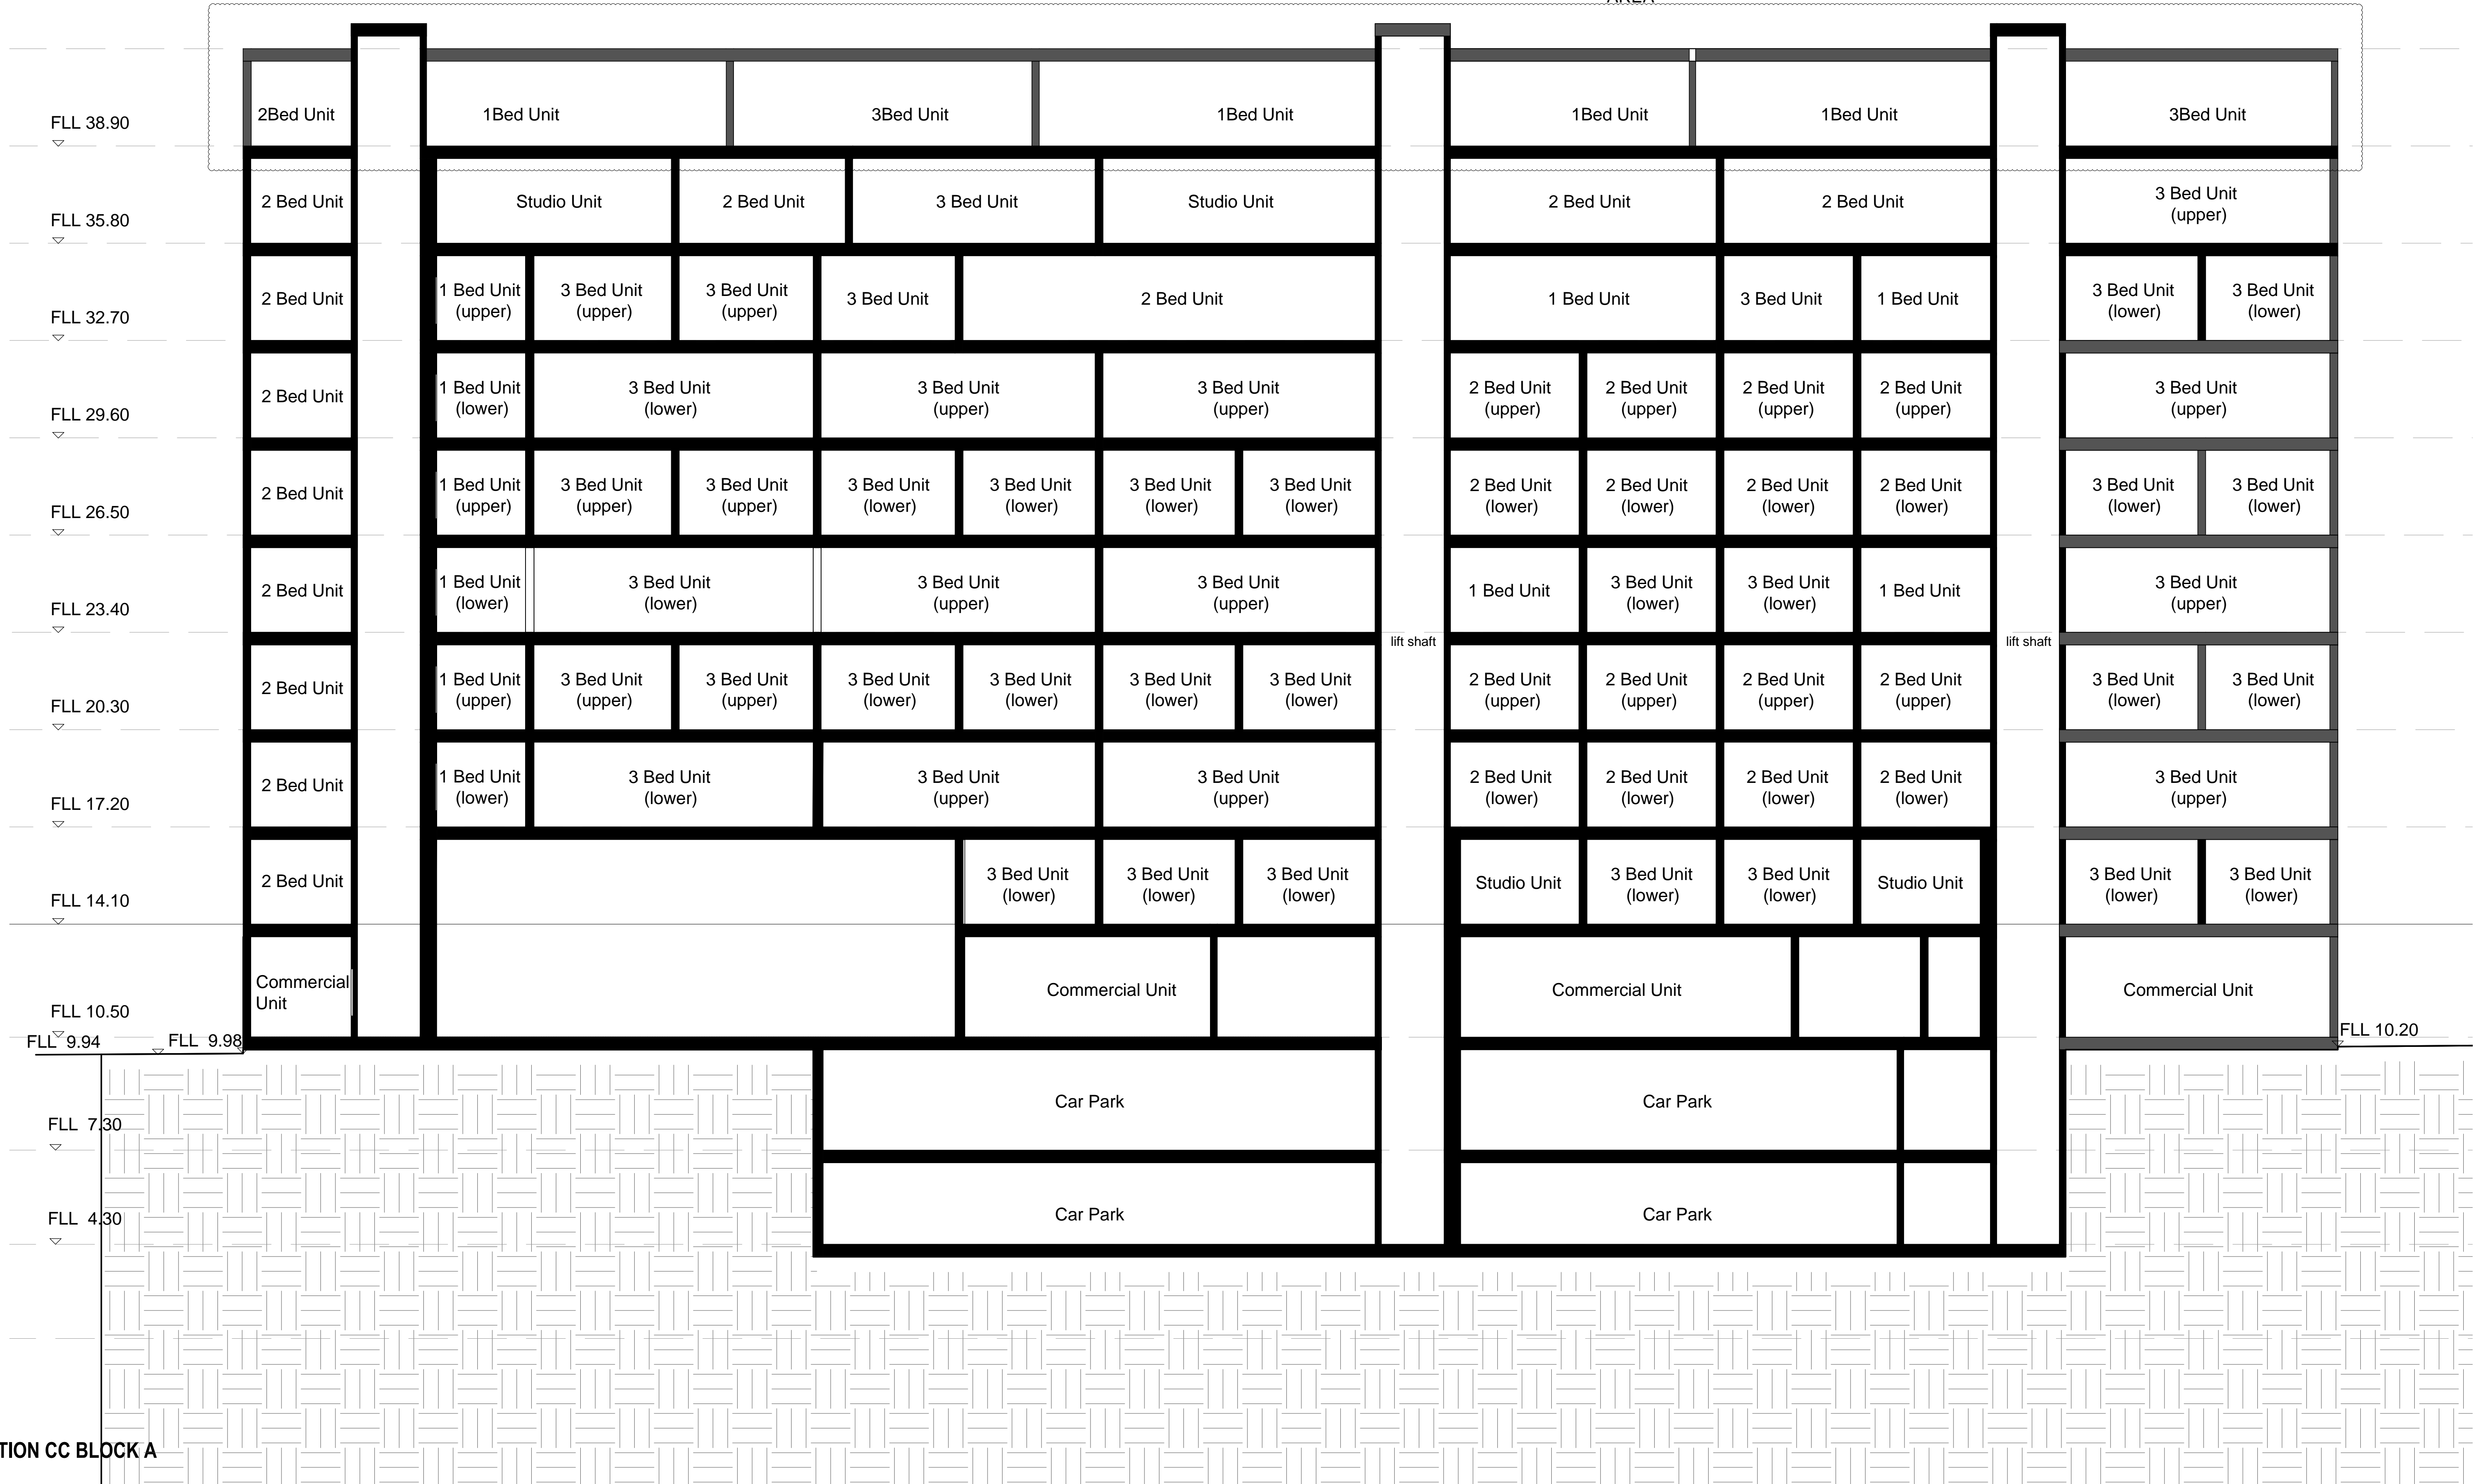 AREA
2Bed Unit 1Bed Unit 3Bed Unit 1Bed Unit 1Bed Unit 1Bed Unit 3Bed Unit
FLL 38.90
2 Bed Unit Studio Unit 2 Bed Unit 3 Bed Unit Studio Unit 2 Bed Unit 2 Bed Unit 3 Bed Unit
(upper)
FLL 35.80
2 Bed Unit 1 Bed Unit 3 Bed Unit 3 Bed Unit 3 Bed Unit 2 Bed Unit 1 Bed Unit 3 Bed Unit 1 Bed Unit 3 Bed Unit 3 Bed Unit
(upper) (upper) (upper) (lower) (lower)
FLL 32.70
2 Bed Unit 1 Bed Unit 3 Bed Unit 3 Bed Unit 3 Bed Unit 2 Bed Unit 2 Bed Unit 2 Bed Unit 2 Bed Unit 3 Bed Unit
(lower) (lower) (upper) (upper) (upper) (upper) (upper) (upper) (upper)
FLL 29.60
2 Bed Unit 1 Bed Unit 3 Bed Unit 3 Bed Unit 3 Bed Unit 3 Bed Unit 3 Bed Unit 3 Bed Unit 2 Bed Unit 2 Bed Unit 2 Bed Unit 2 Bed Unit 3 Bed Unit 3 Bed Unit
(upper) (upper) (upper) (lower) (lower) (lower) (lower) (lower) (lower) (lower) (lower) (lower) (lower)
FLL 26.50
2 Bed Unit 1 Bed Unit 3 Bed Unit 3 Bed Unit 3 Bed Unit 1 Bed Unit 3 Bed Unit 3 Bed Unit 1 Bed Unit 3 Bed Unit
(lower) (lower) (upper) (upper) (lower) (lower) (upper)
FLL 23.40
lift shaft lift shaft
2 Bed Unit 1 Bed Unit 3 Bed Unit 3 Bed Unit 3 Bed Unit 3 Bed Unit 3 Bed Unit 3 Bed Unit 2 Bed Unit 2 Bed Unit 2 Bed Unit 2 Bed Unit 3 Bed Unit 3 Bed Unit
(upper) (upper) (upper) (lower) (lower) (lower) (lower) (upper) (upper) (upper) (upper) (lower) (lower)
FLL 20.30
2 Bed Unit 1 Bed Unit 3 Bed Unit 3 Bed Unit 3 Bed Unit 2 Bed Unit 2 Bed Unit 2 Bed Unit 2 Bed Unit 3 Bed Unit
(lower) (lower) (upper) (upper) (lower) (lower) (lower) (lower) (upper)
FLL 17.20
2 Bed Unit 3 Bed Unit 3 Bed Unit 3 Bed Unit Studio Unit 3 Bed Unit 3 Bed Unit Studio Unit 3 Bed Unit 3 Bed Unit
(lower) (lower) (lower) (lower) (lower) (lower) (lower)
FLL 14.10
Commercial
Unit
Commercial Unit Commercial Unit Commercial Unit
FLL 10.50
FLL 9.94 FLL 9.98 FLL 10.20
Car Park Car Park
FLL 7.30
Car Park Car Park
FLL 4.30
TION CC BLOCK A